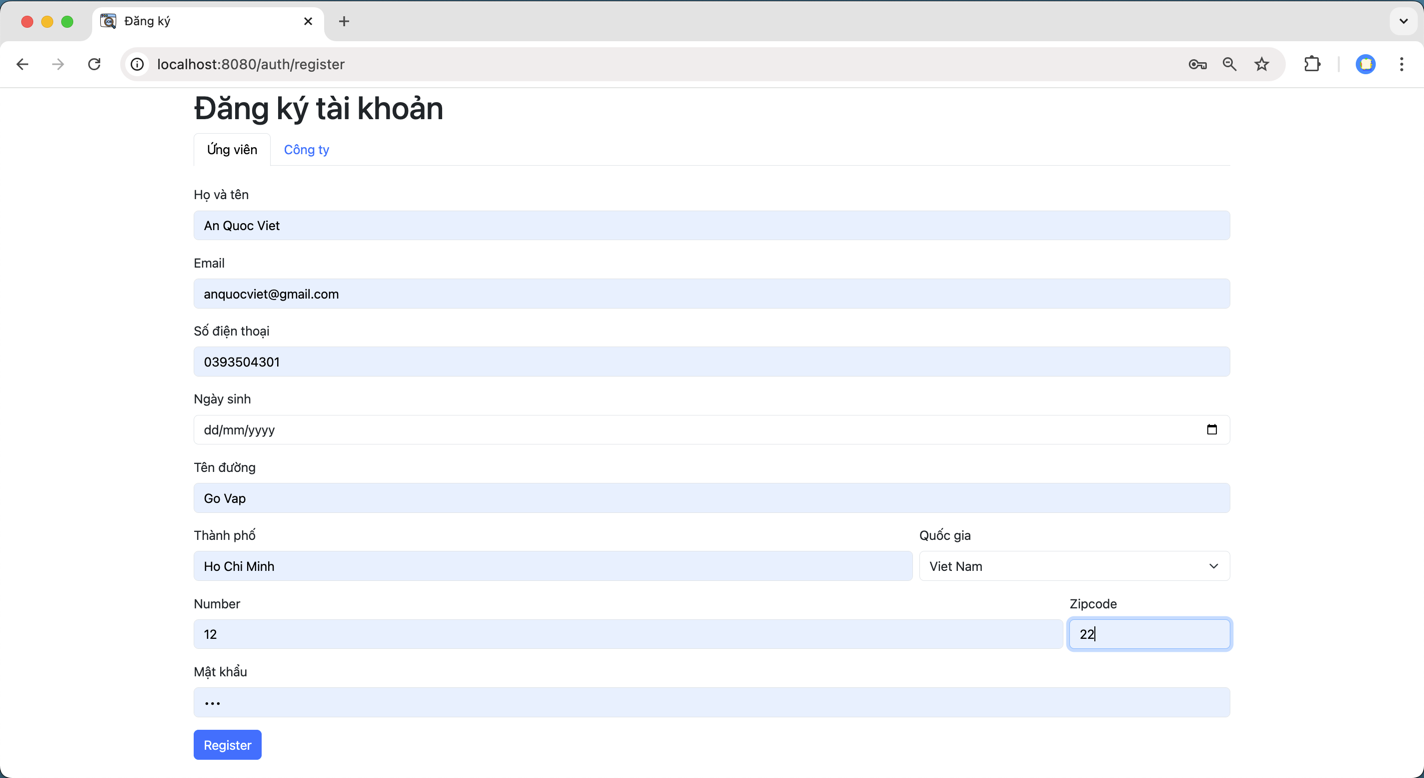 Đăng ký
localhost:8080/auth/register
Đăng ký tài khoản
Ứng viên Công ty
Họ và tên
An Quoc Viet
Email
anquocviet@gmail.com
Số điện thoại
0393504301
Ngày sinh
dd/mm/yyyy
Tên đường
Go Vap
Thành phố Quốc gia
Ho Chi Minh Viet Nam
Number Zipcode
12 22
Mật khẩu
•••
Register